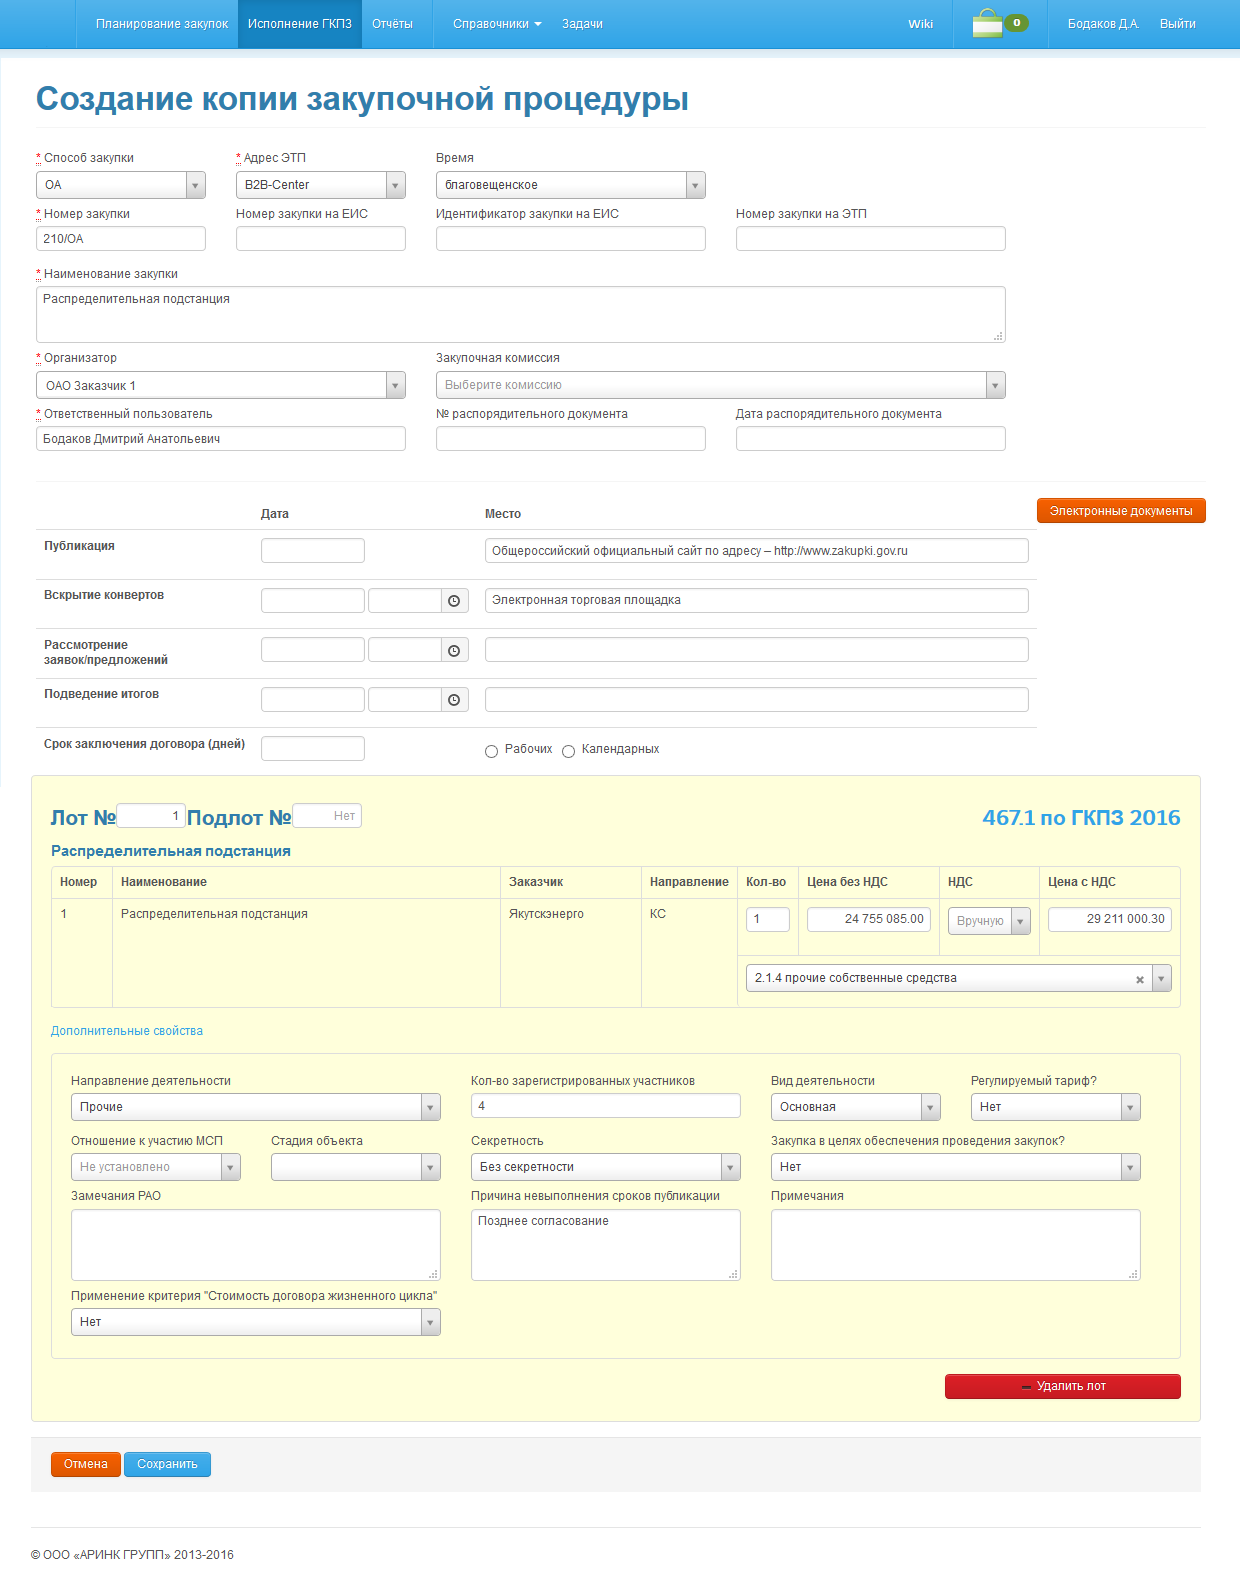 Планирование закупок Исполнение ГКПЗ Отчёты Справочники Задачи Wiki 0 Бодаков Д.А. Выйти
Создание копии закупочной процедуры
* Способ закупки * Адрес ЭТП Время
ОА B2B-Center благовещенское
* Номер закупки Номер закупки на ЕИС Идентификатор закупки на ЕИС Номер закупки на ЭТП
210/ОА
* Наименование закупки
Распределительная подстанция
* Организатор Закупочная комиссия
ОАО Заказчик 1 Выберите комиссию
* Ответственный пользователь № распорядительного документа Дата распорядительного документа
Бодаков Дмитрий Анатольевич
Дата Место Электронные документы
Публикация Общероссийский официальный сайт по адресу – http://www.zakupki.gov.ru
Вскрытие конвертов Электронная торговая площадка
Рассмотрение
заявок/предложений
Подведение итогов
Срок заключения договора (дней) Рабочих Календарных
Лот № 1 Подлот № Нет 467.1 по ГКПЗ 2016
Распределительная подстанция
Номер Наименование Заказчик Направление Кол-во Цена без НДС НДС Цена с НДС
1 Распределительная подстанция Якутскэнерго КС 1 24 755 085.00 Вручную 29 211 000.30
2.1.4 прочие собственные средства
Дополнительные свойства
Направление деятельности Кол-во зарегистрированных участников Вид деятельности Регулируемый тариф?
Прочие 4 Основная Нет
Отношение к участию МСП Стадия объекта Секретность Закупка в целях обеспечения проведения закупок?
Не установлено Без секретности Нет
Замечания РАО Причина невыполнения сроков публикации Примечания
Позднее согласование
Применение критерия "Стоимость договора жизненного цикла"
Нет
Удалить лот
Отмена Сохранить
© ООО «АРИНК ГРУПП» 2013-2016